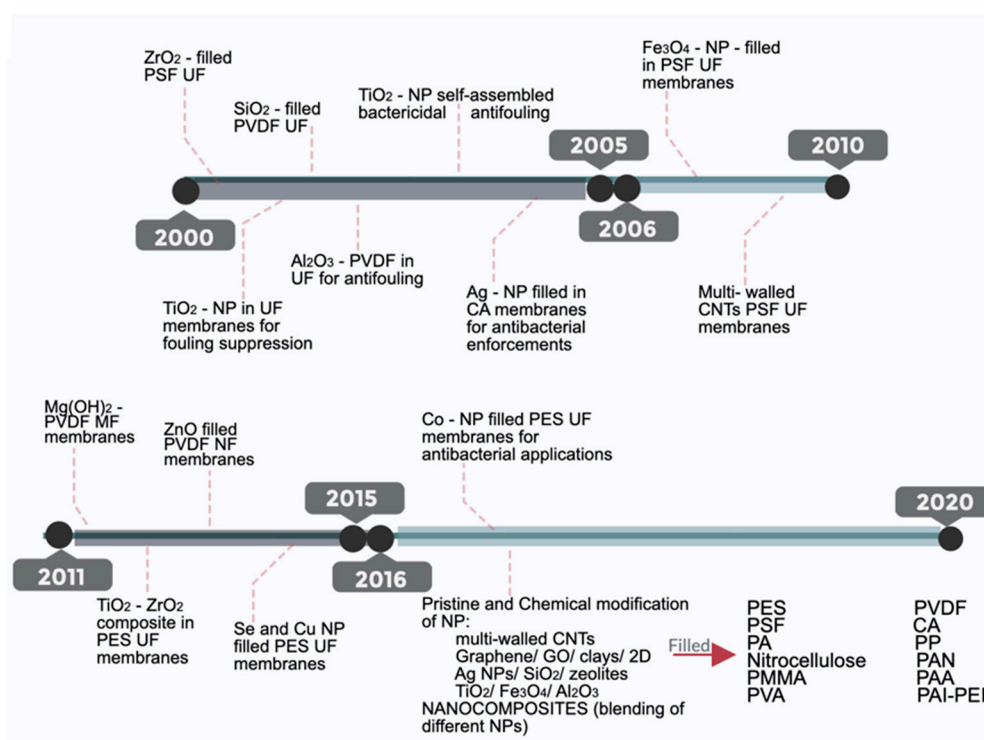 ZrO2 - filled
PSF UF
SiO2 - filled
PVDF UF
TiO2 - NP self-assembled
bactericidal antifouling
Fe3O4 - NP - filled
in PSF UF
membranes
2005
2010
2000
2006
TiO2 - NP in UF
membranes for
fouling suppression
Al2O3 - PVDF in
UF for antifouling
Ag - NP filled in
CA membranes
for antibacterial
enforcements
Multi- walled
CNTs PSF UF
membranes
Mg(OH)2 -
PVDF MF
membranes
ZnO filled
PVDF NF
membranes
Co - NP filled PES UF
membranes for
antibacterial applications
2015
2020
2011
2016
TiO2 - ZrO2
composite in
PES UF
membranes
Se and Cu NP
filled PES UF
membranes
Pristine and Chemical modification
of NP:
multi-walled CNTs
Graphene/ GO/ clays/ 2D
Ag NPs/ SiO2/ zeolites
TiO2/ Fe3O4/ Al2O3
NANOCOMPOSITES (blending of
different NPs)
Filled
PES
PSF
PA
Nitrocellulose
PMMA
PVA
PVDF
CA
PP
PAN
PAA